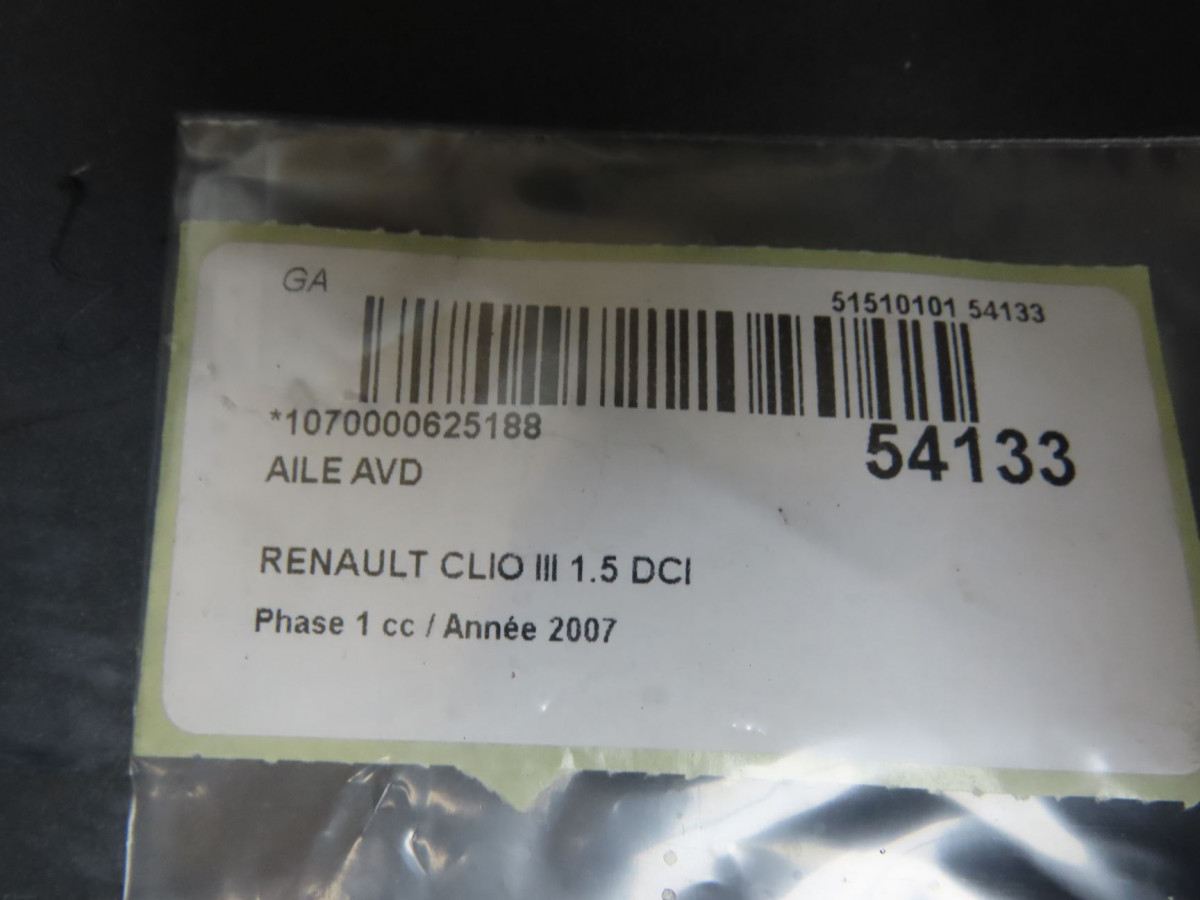 GA
51510101 54133
*1070000625188
54133
AILE AVD
RENAULT CLIO III 1.5 DCI
Phase 1 cc / Année 2007